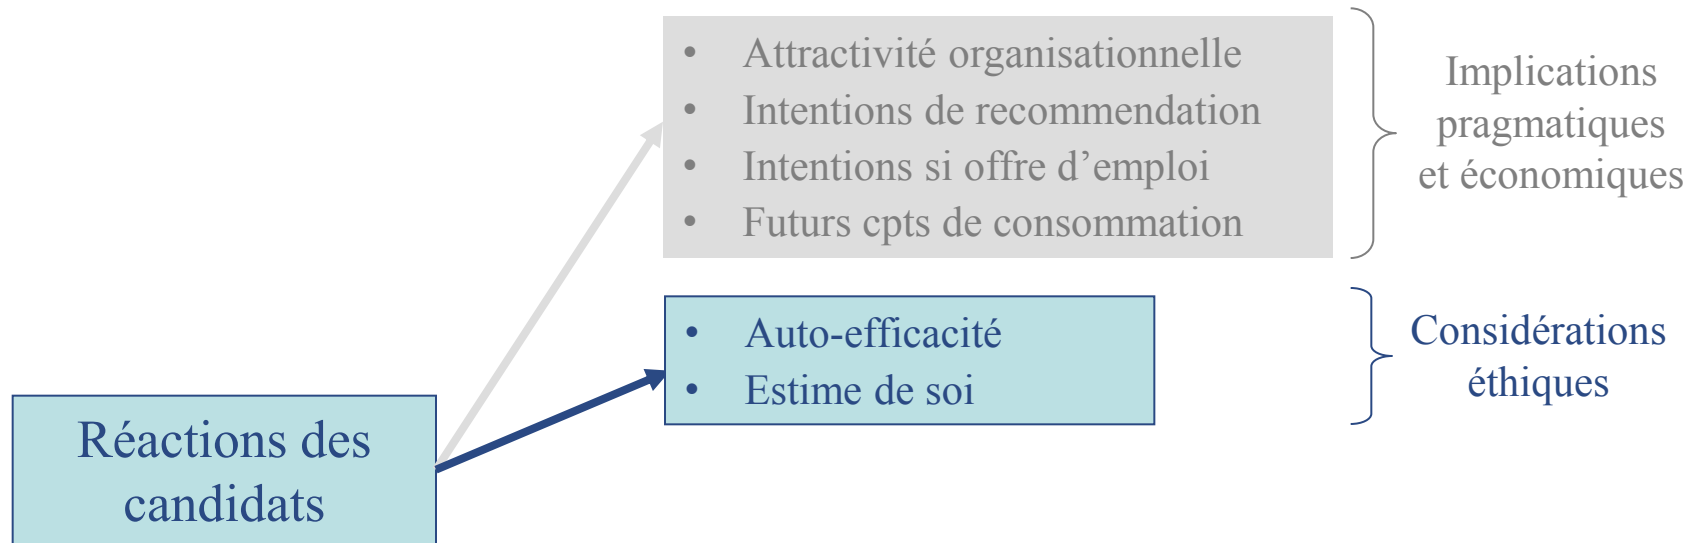 • Attractivité organisationnelle
• Intentions de recommendation
• Intentions si offre d’emploi
• Futurs cpts de consommation
Implications
pragmatiques
et économiques
• Auto-efficacité
• Estime de soi
Considérations
éthiques
Réactions des
candidats